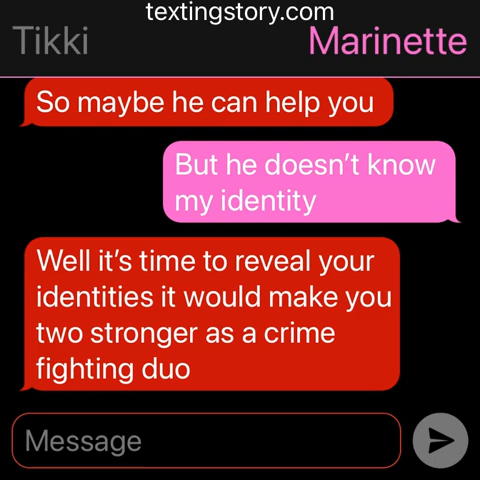 textingstory.com
Tikki
Marinette
So maybe he can help you
But he doesn’t know
my identity
Well it’s time to reveal your
identities it would make you
two stronger as a crime
fighting duo
Message